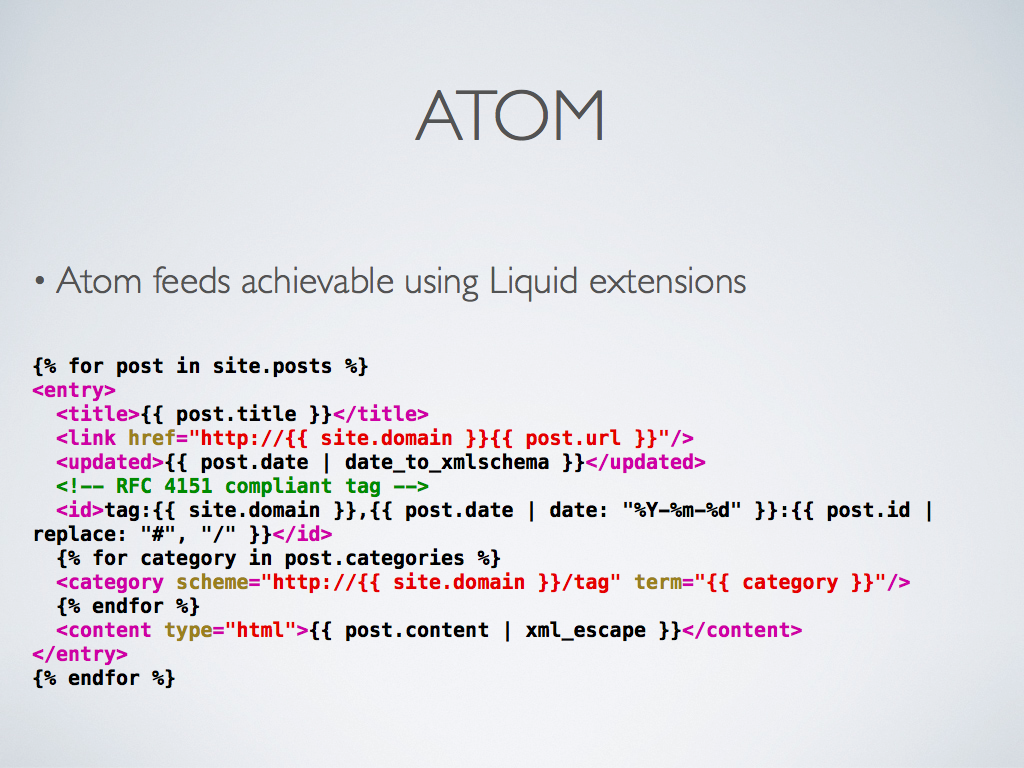 ATOM
• Atom feeds achievable using Liquid extensions
{% for post in site.posts %}
<entry>
  <title>{{ post.title }}</title>
  <link href="http://{{ site.domain }}{{ post.url }}"/>
  <updated>{{ post.date | date_to_xmlschema }}</updated>
  <!-- RFC 4151 compliant tag -->
  <id>tag:{{ site.domain }},{{ post.date | date: "%Y-%m-%d" }}:{{ post.id |
replace: "#", "/" }}</id>
  {% for category in post.categories %}
  <category scheme="http://{{ site.domain }}/tag" term="{{ category }}"/>
  {% endfor %}
  <content type="html">{{ post.content | xml_escape }}</content>
</entry>
{% endfor %}